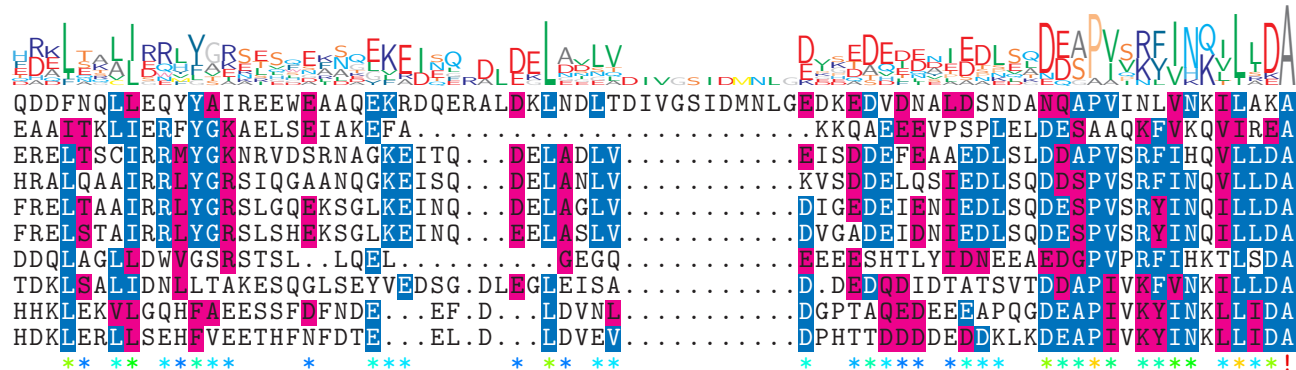 QDDFNQLLEQYYAIREEWEAAQEKRDQERALDKLNDLTDIVGSIDMNLGEDKEDVDNALDSNDANQAPVINLVNKILAKA
EAAITKLIERFYGKAELSEIAKEFA.........................KKQAEEEVPSPLELDESAAQKFVKQVIREA
ERELTSCIRRMYGKNRVDSRNAGKEITQ...DELADLV...........EISDDEFEAAEDLSLDDAPVSRFIHQVLLDA
HRALQAAIRRLYGRSIQGAANQGKEISQ...DELANLV...........KVSDDELQSIEDLSQDDSPVSRFINQVLLDA
FRELTAAIRRLYGRSLGQEKSGLKEINQ...DELAGLV...........DIGEDEIENIEDLSQDESPVSRYINQILLDA
FRELSTAIRRLYGRSLSHEKSGLKEINQ...EELASLV...........DVGADEIDNIEDLSQDESPVSRYINQILLDA
DDQLAGLLDWVGSRSTSL..LQEL..........GEGQ...........EEEESHTLYIDNEEAEDGPVPRFIHKTLSDA
TDKLSALIDNLLTAKESQGLSEYVEDSG.DLEGLEISA...........D.DEDQDIDTATSVTDDAPIVKFVNKILLDA
HHKLEKVLGQHFAEESSFDFNDE...EF.D...LDVNL...........DGPTAQEDEEEAPQGDEAPIVKYINKLLIDA
HDKLERLLSEHFVEETHFNFDTE...EL.D...LDVEV...........DPHTTDDDDEDDKLKDEAPIVKYINKLLIDA
** ** ***** * *** * ** ** * ***** **** ***** **** ****!